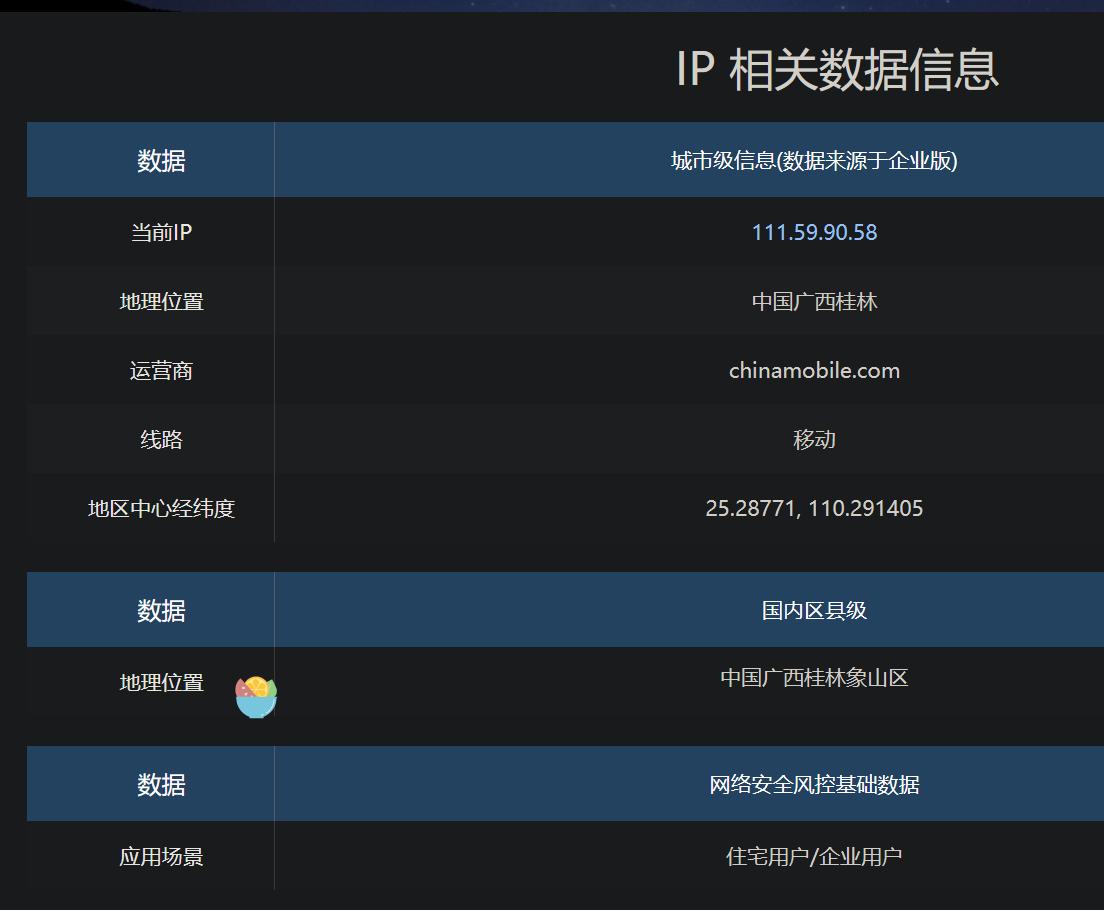 IP 相关数据信息
数据 城市级信息(数据来源于企业版)
当前IP 111.59.90.58
地理位置 中国广西桂林
运营商 chinamobile.com
线路 移动
地区中心经纬度 25.28771, 110.291405
数据 国内区县级
地理位置 中国广西桂林象山区
数据 网络安全风控基础数据
应用场景 住宅用户/企业用户